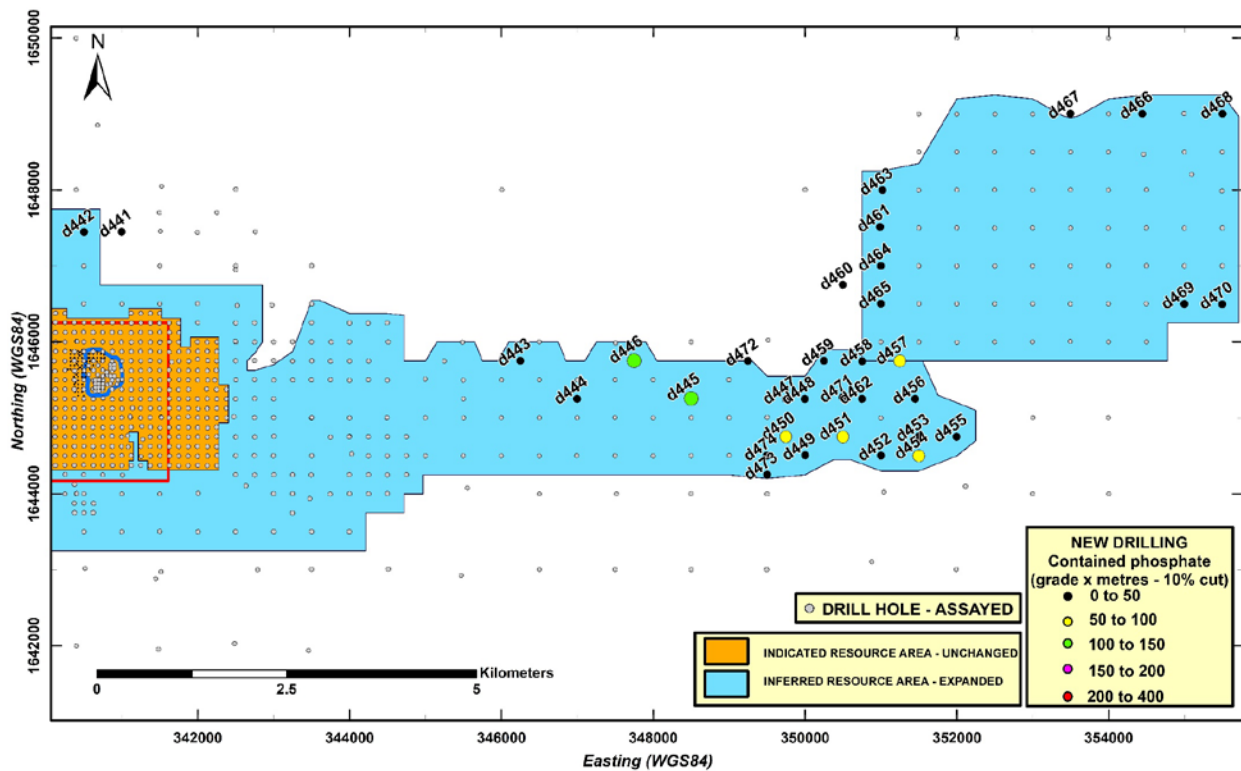 1650000
N
d467
d466
d468
1648000
d463
d442
d441
d461
d464
d460
d465
d469
d470
1646000
d443
d446
d472
d459
d458
d457
d444
d445
d447
d448
d471
d462
d456
d450
d451
d453
d455
d474
d449
d452
d454
d473
1644000
1642000
Northing (WGS84)
NEW DRILLING
Contained phosphate
(grade x metres - 10% cut)
0 to 50
50 to 100
100 to 150
150 to 200
200 to 400
DRILL HOLE - ASSAYED
INDICATED RESOURCE AREA - UNCHANGED
INFERRED RESOURCE AREA - EXPANDED
Kilometers
0 2.5 5
342000 344000 346000 348000 350000 352000 354000
Easting (WGS84)